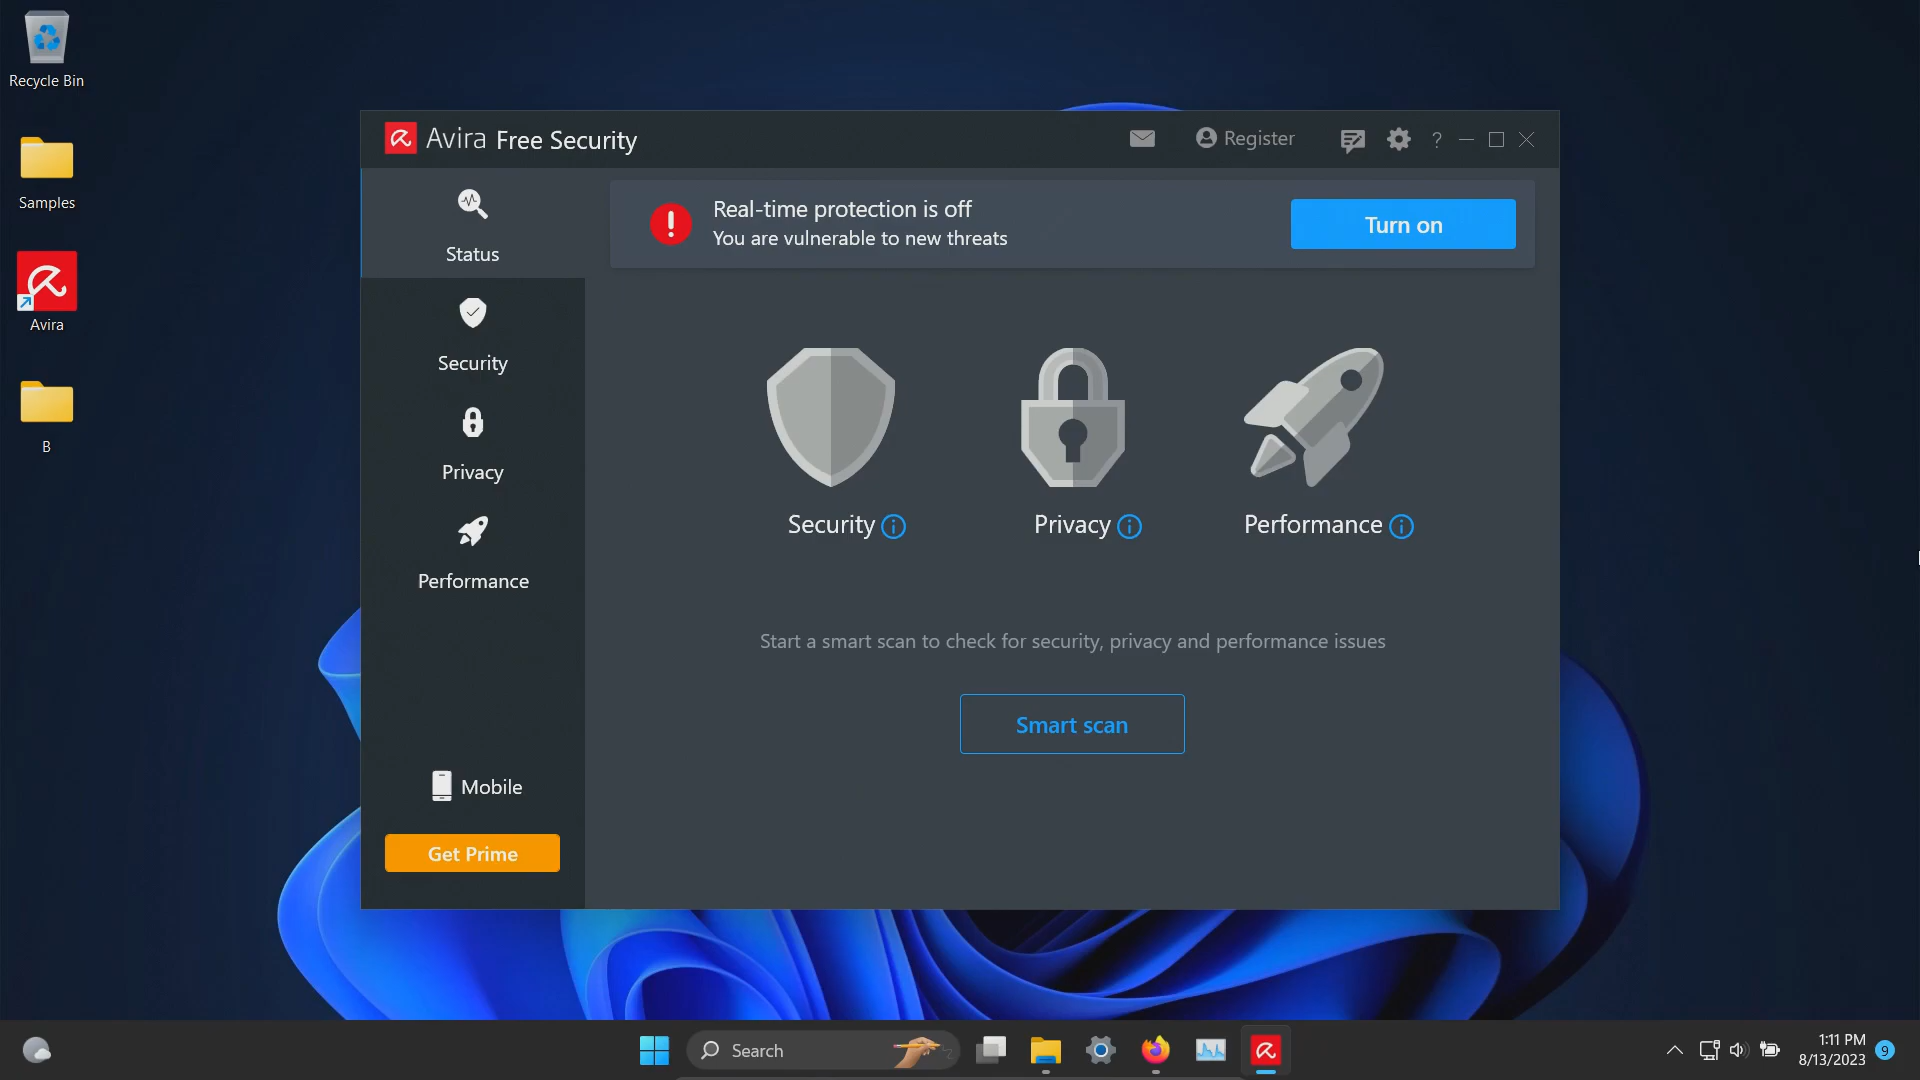 Recycle Bin
Samples
Avira
B
Avira Free Security
Register
?
Status
Security
Privacy
Performance
Mobile
Get Prime
Real-time protection is off
You are vulnerable to new threats
Turn on
Security
Privacy
Performance
Start a smart scan to check for security, privacy and performance issues
Smart scan
Search
1:11 PM
8/13/2023
9